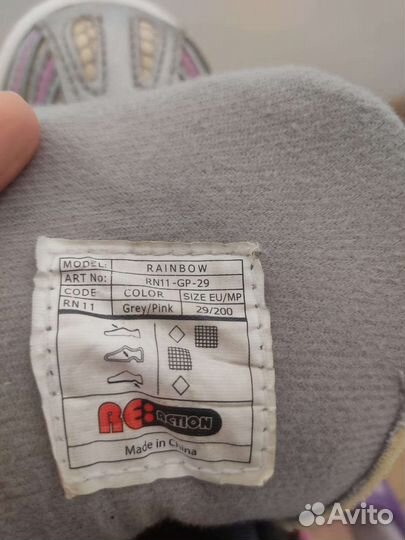 MODEL: RAINBOW
ART No: RN11-GP-29
CODE COLOR SIZE EU/MP
RN11 Grey/Pink 29/200
RE:ACTION
Made in China
Avito